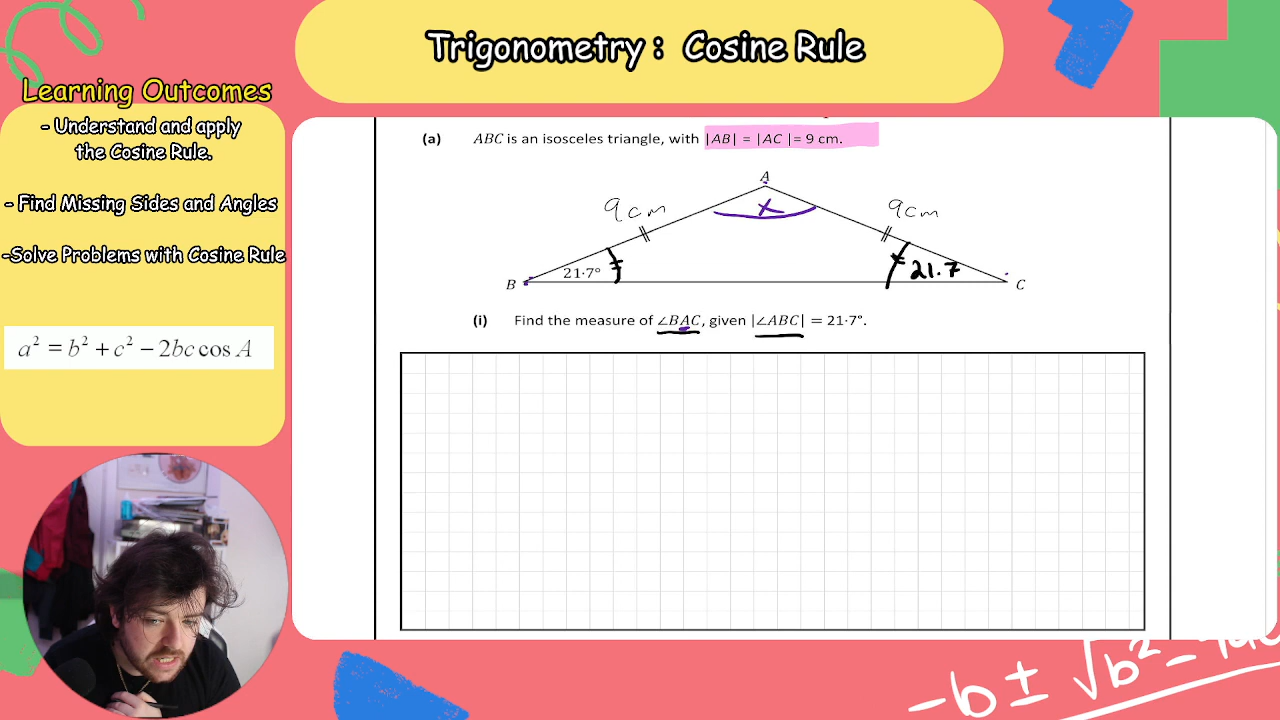 Trigonometry : Cosine Rule
Learning Outcomes
- Understand and apply
the Cosine Rule.
- Find Missing Sides and Angles
-Solve Problems with Cosine Rule
a² = b² + c² − 2bc cos A
(a) ABC is an isosceles triangle, with |AB| = |AC |= 9 cm.
A
9cm
9cm
x
B
21·7°
21.7
C
(i) Find the measure of ∠BAC, given |∠ABC| = 21·7°.
-b ± √b² - 4ac